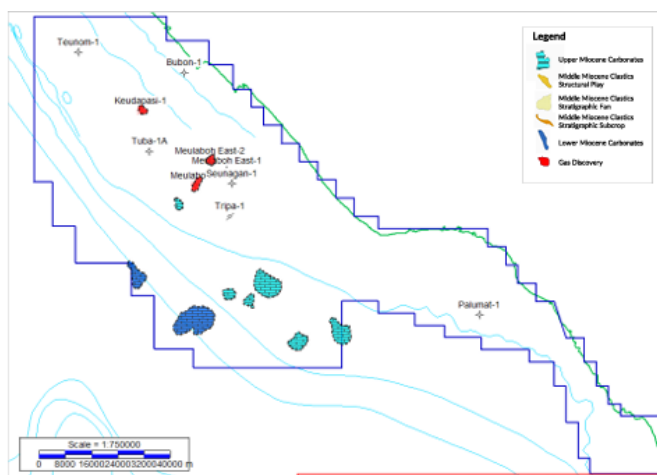 Teunom-1
Bubon-1
Keudapasi-1
Tuba-1A
Meulaboh East-2
Meulaboh East-1
Meulabo
Seunagan-1
Tripa-1
Palumat-1
Legend
Upper Miocene Carbonates
Middle Miocene Clastics
Structural Play
Middle Miocene Clastics
Stratigraphic Fan
Middle Miocene Clastics
Stratigraphic Subcrop
Lower Miocene Carbonates
Gas Discovery
Scale = 1:750000
0 8000 16000 24000 32000 40000 m